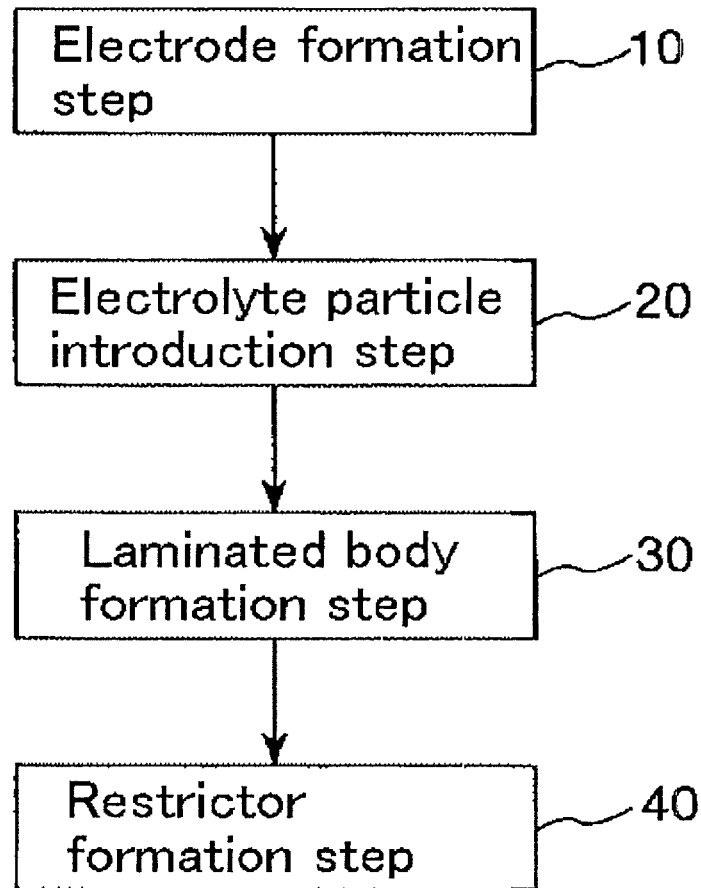 Electrode formation
step
10
Electrolyte particle
introduction step
20
Laminated body
formation step
30
Restrictor
formation step
40